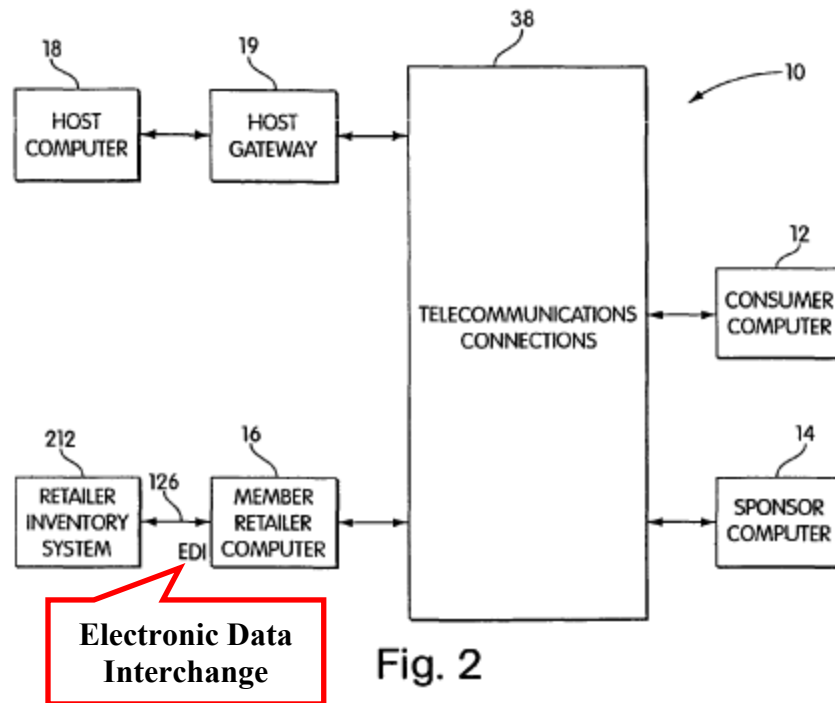 38
18
19
10
HOST
COMPUTER
HOST
GATEWAY
12
TELECOMMUNICATIONS
CONNECTIONS
CONSUMER
COMPUTER
212
126
16
14
RETAILER
INVENTORY
SYSTEM
MEMBER
RETAILER
COMPUTER
SPONSOR
COMPUTER
EDI
Electronic Data
Interchange
Fig. 2